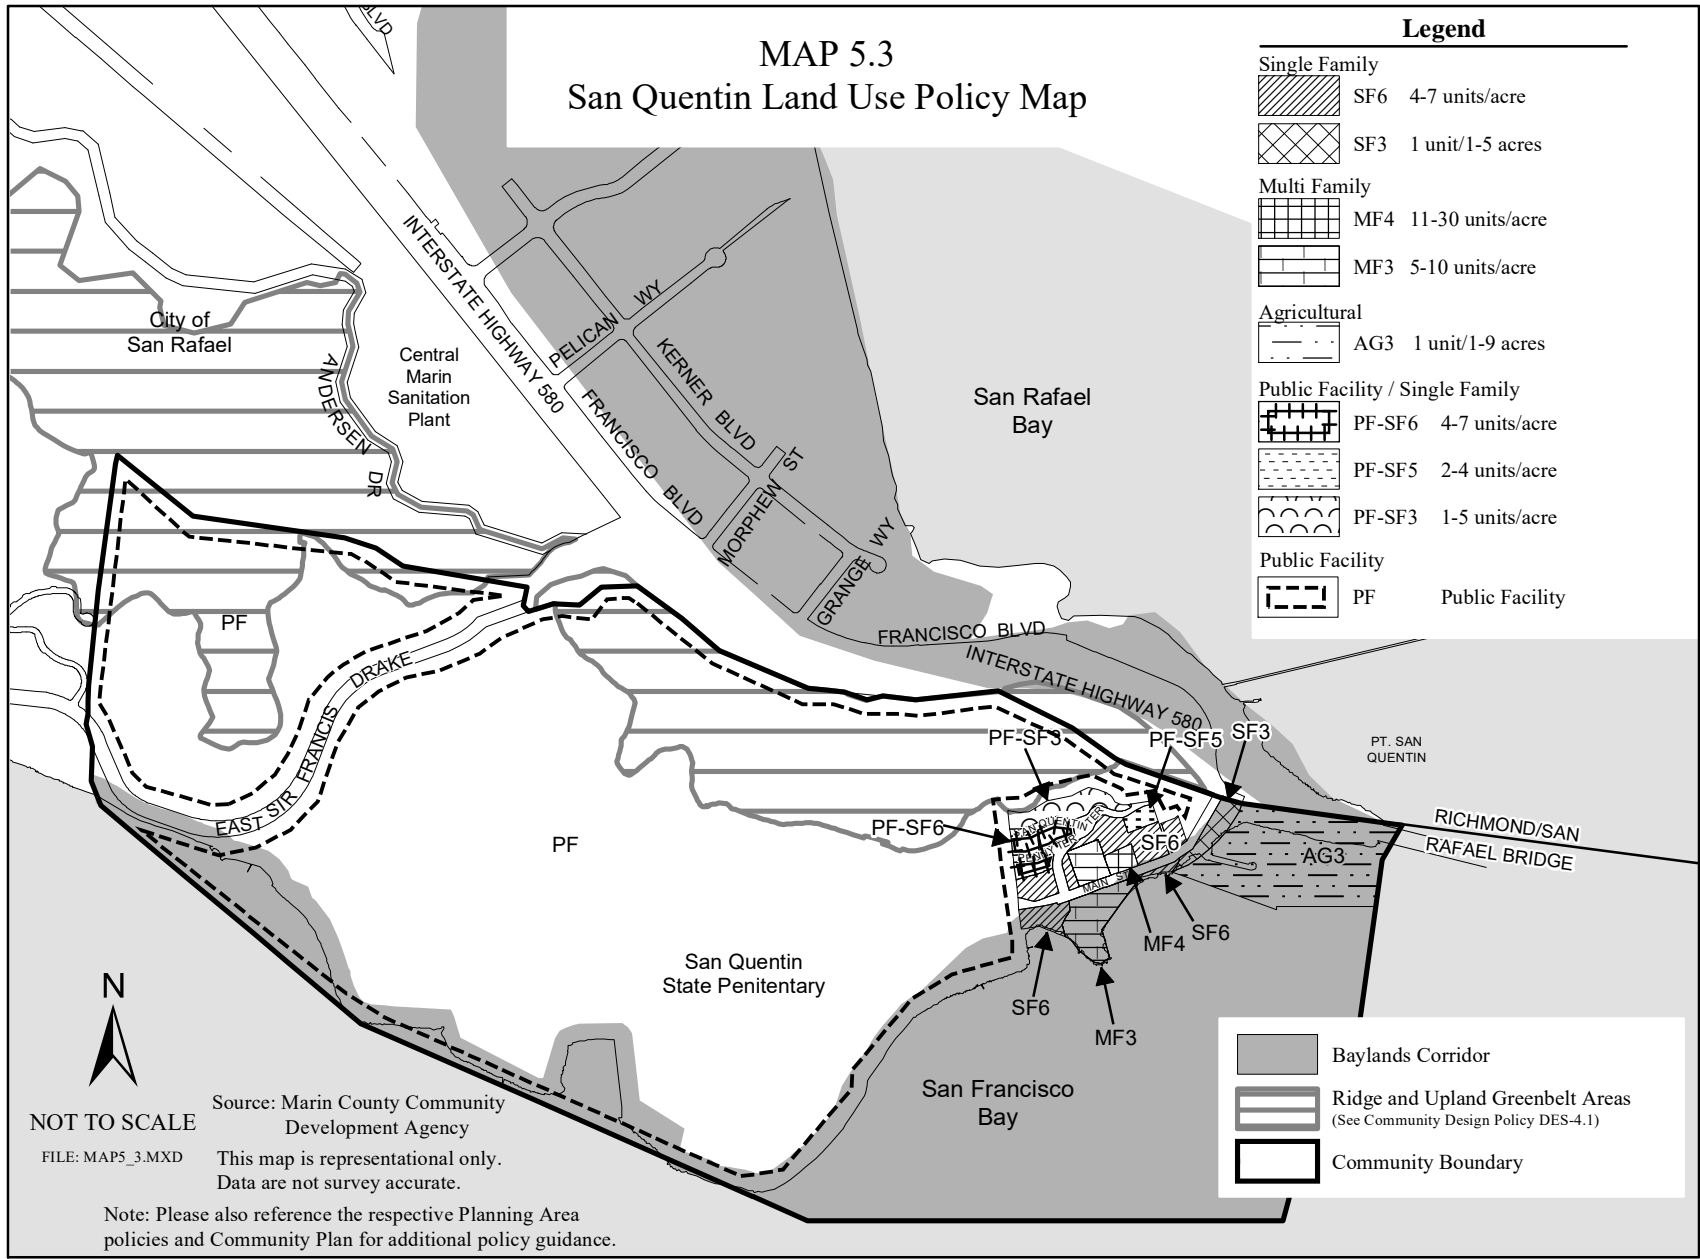 BLVD
MAP 5.3
San Quentin Land Use Policy Map
Legend
Single Family
SF6 4-7 units/acre
SF3 1 unit/1-5 acres
Multi Family
MF4 11-30 units/acre
MF3 5-10 units/acre
Agricultural
AG3 1 unit/1-9 acres
Public Facility / Single Family
PF-SF6 4-7 units/acre
PF-SF5 2-4 units/acre
PF-SF3 1-5 units/acre
Public Facility
PF Public Facility
City of
San Rafael
ANDERSEN DR
Central
Marin
Sanitation
Plant
INTERSTATE HIGHWAY 580
PELICAN WY
KERNER BLVD
FRANCISCO BLVD
MORPHEW ST
GRANGE WY
San Rafael
Bay
FRANCISCO BLVD
INTERSTATE HIGHWAY 580
PF
EAST SIR FRANCIS DRAKE
PF
PF-SF3
PF-SF5
SF3
PT. SAN
QUENTIN
PF-SF6
SAN QUENTIN
MAIN ST
SF6
AG3
RICHMOND/SAN
RAFAEL BRIDGE
MF4
SF6
SF6
MF3
San Quentin
State Penitentary
San Francisco
Bay
N
NOT TO SCALE
FILE: MAP5_3.MXD
Source: Marin County Community
Development Agency
This map is representational only.
Data are not survey accurate.
Note: Please also reference the respective Planning Area
policies and Community Plan for additional policy guidance.
Baylands Corridor
Ridge and Upland Greenbelt Areas
(See Community Design Policy DES-4.1)
Community Boundary